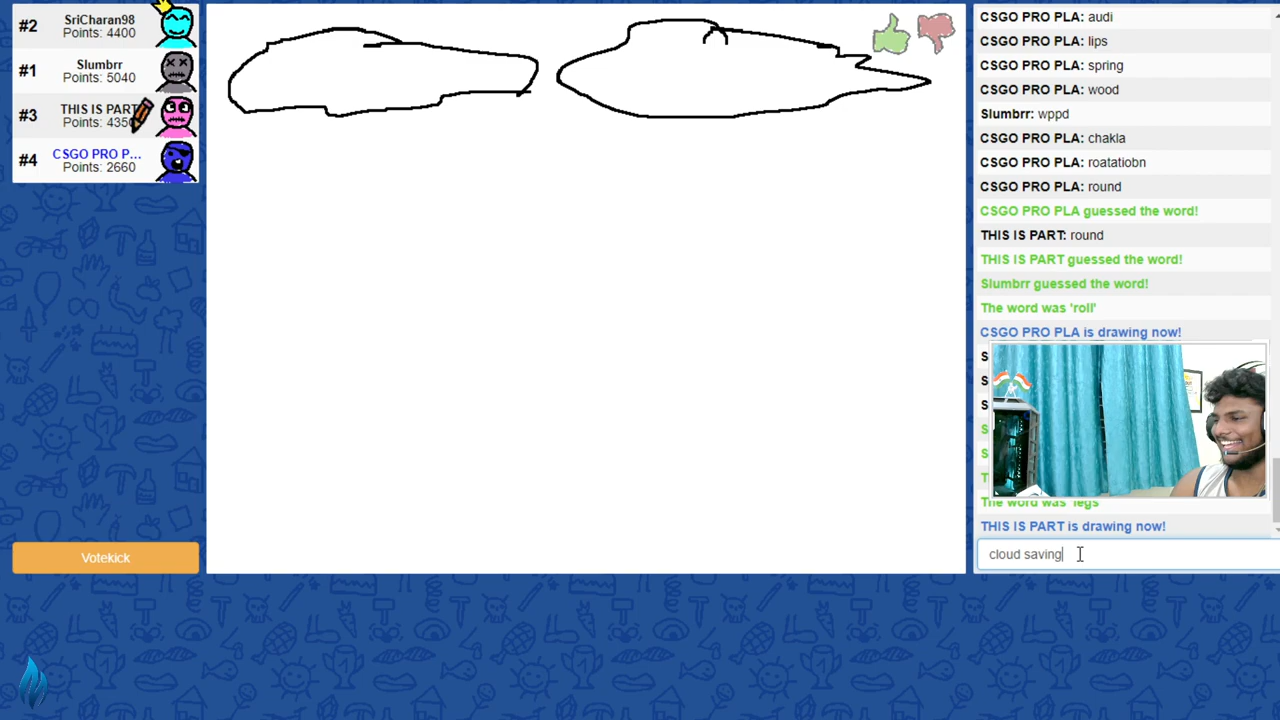 #2
SriCharan98
Points: 4400
#1
Slumbrr
Points: 5040
#3
THIS IS PART
Points: 4350
#4
CSGO PRO P...
Points: 2660
Votekick
CSGO PRO PLA: audi
CSGO PRO PLA: lips
CSGO PRO PLA: spring
CSGO PRO PLA: wood
Slumbrr: wppd
CSGO PRO PLA: chakla
CSGO PRO PLA: roatatiobn
CSGO PRO PLA: round
CSGO PRO PLA guessed the word!
THIS IS PART: round
THIS IS PART guessed the word!
Slumbrr guessed the word!
The word was 'roll'
CSGO PRO PLA is drawing now!
S
S
S
S
S
T
The word was 'legs'
THIS IS PART is drawing now!
cloud saving